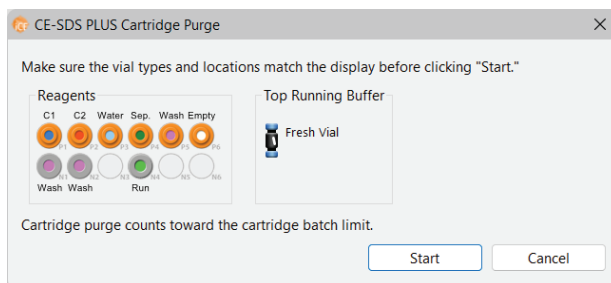 CE-SDS PLUS Cartridge Purge
Make sure the vial types and locations match the display before clicking "Start."
Reagents
C1 C2 Water Sep. Wash Empty
P1 P2 P3 P4 P5 P6
N1 N2 N3 N4 N5 N6
Wash Wash Run
Top Running Buffer
Fresh Vial
Cartridge purge counts toward the cartridge batch limit.
Start Cancel